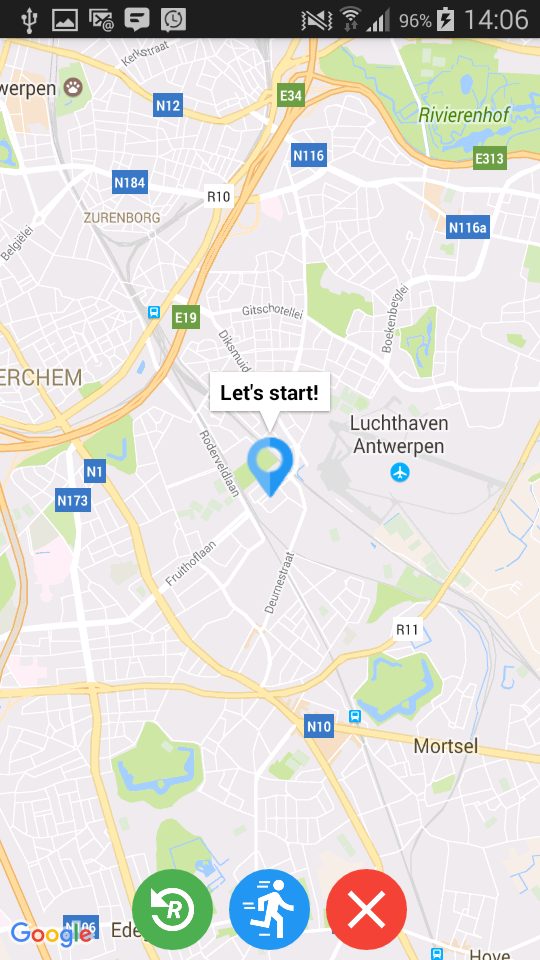 96% 14:06
Kerkstraat
werpen
N12
E34
Rivierenhof
N116
E313
N184
R10
ZURENBORG
N116a
Belgiëlei
E19
Gitschotellei
Boekenberglei
Diksmuid
ERCHEM
Let's start!
Luchthaven
Antwerpen
Roderveldlaan
N1
N173
Fruithoflaan
Deurnestraat
R11
N10
Mortsel
R
Google
Hove